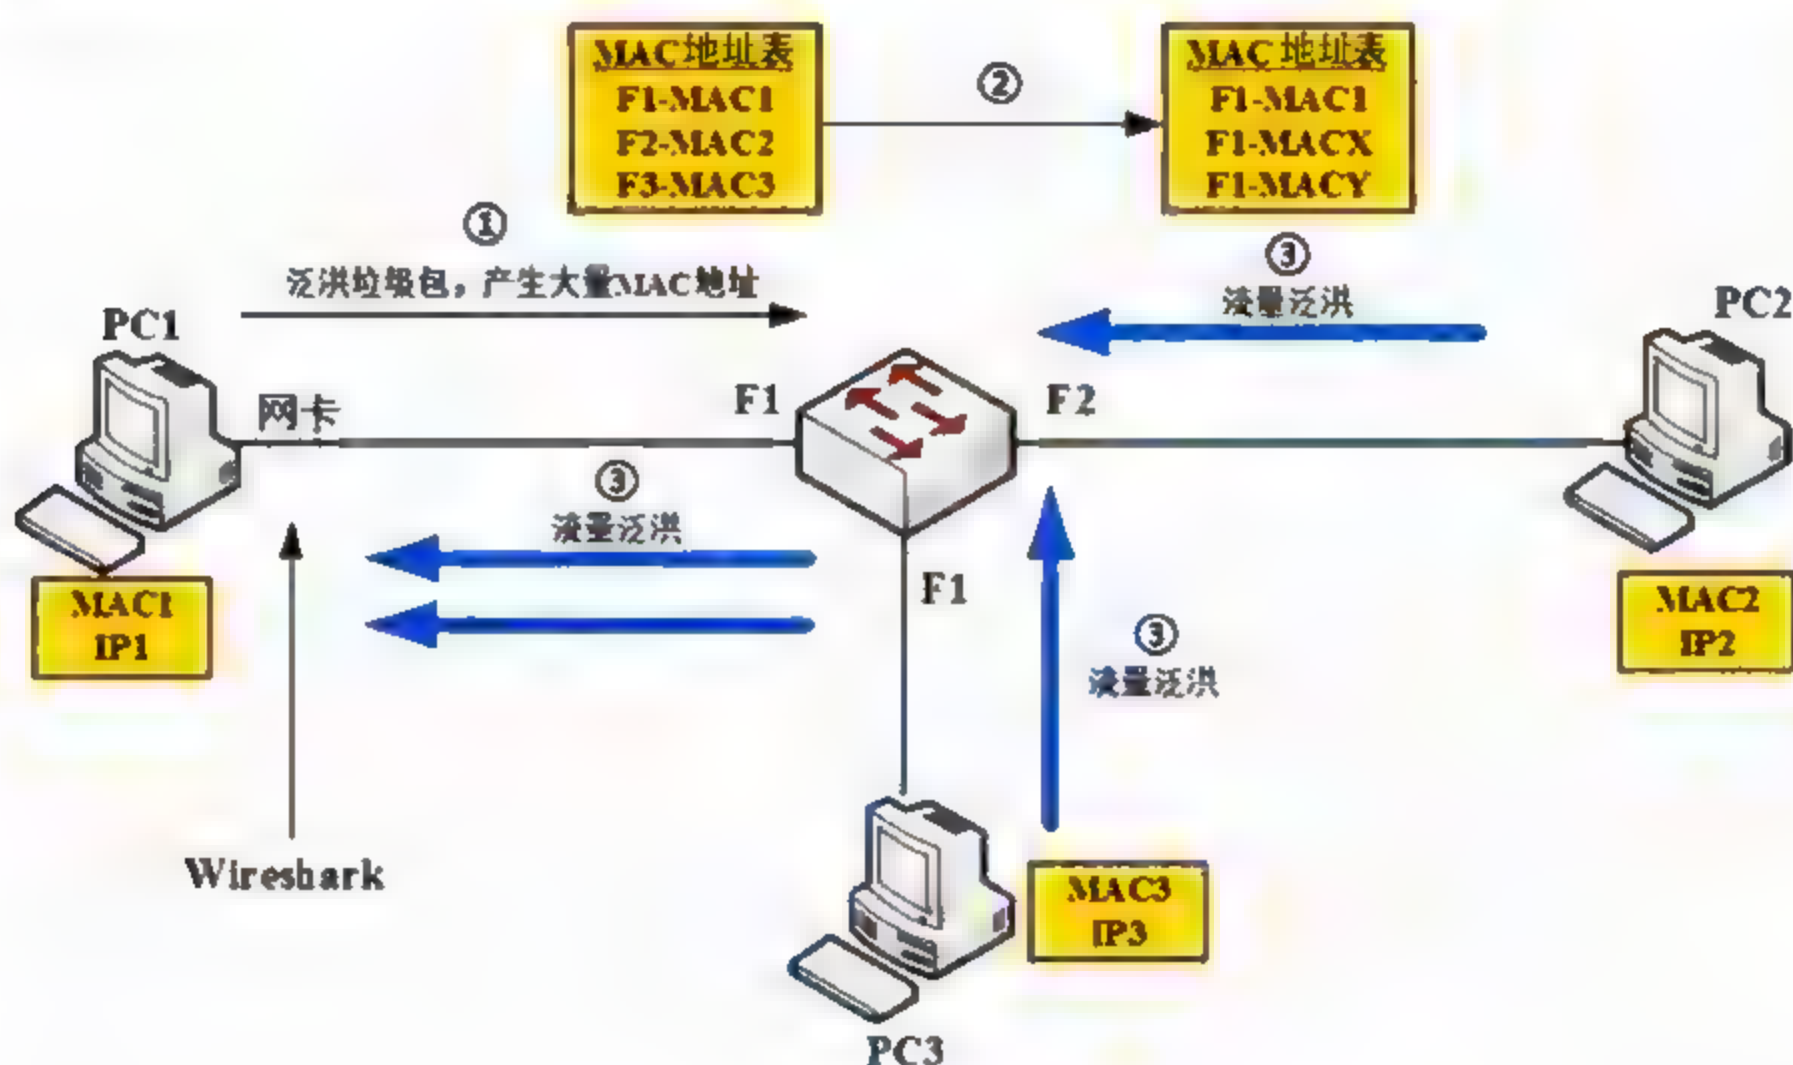 MAC地址表
F1-MAC1
F2-MAC2
F3-MAC3
②
MAC地址表
F1-MAC1
F1-MACX
F1-MACY
①
泛洪垃圾包，产生大量MAC地址
③
流量泛洪
PC1
PC2
网卡
F1
F2
③
流量泛洪
F1
MAC1
IP1
③
流量泛洪
MAC2
IP2
Wireshark
MAC3
IP3
PC3